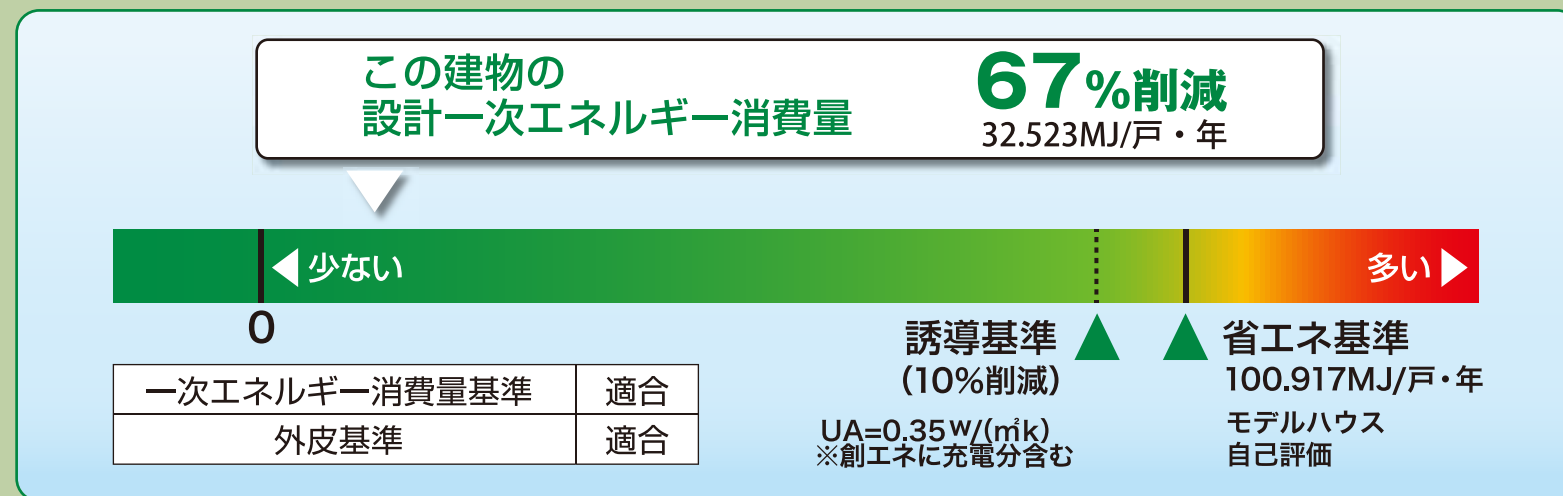 この建物の
設計一次エネルギー消費量
67%削減
32.523MJ/戸・年
少ない
多い
0
誘導基準
(10%削減)
省エネ基準
100.917MJ/戸・年
一次エネルギー消費量基準 適合
外皮基準 適合
UA=0.35W/(㎡k)
※創エネに充電分含む
モデルハウス
自己評価